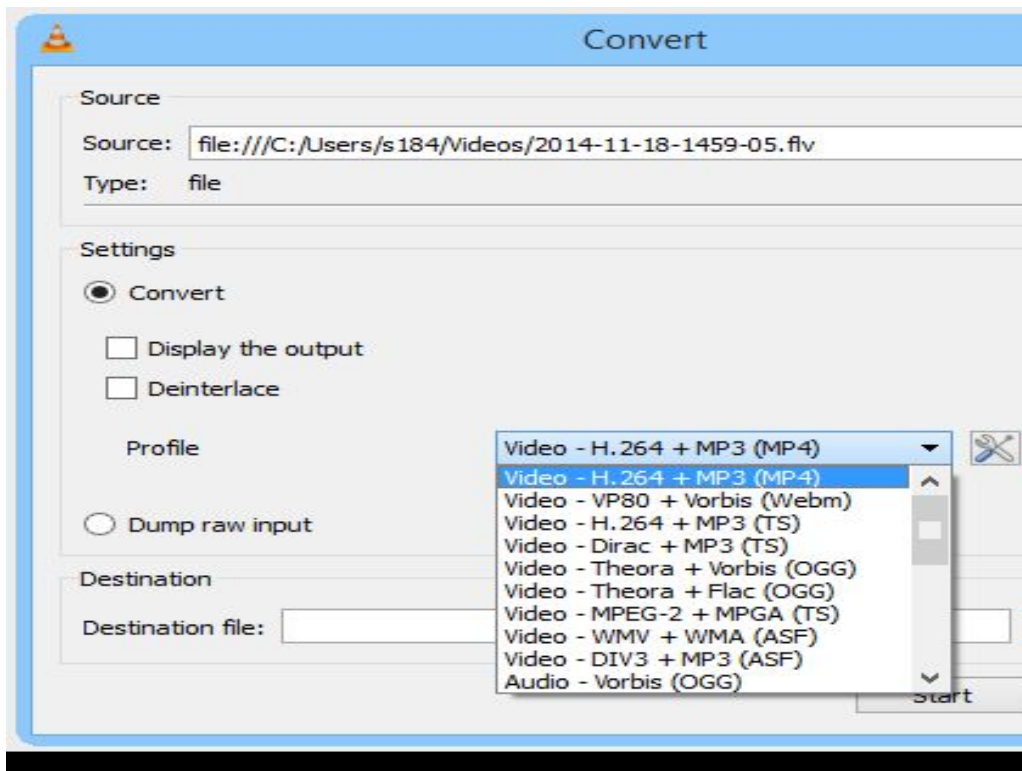 Convert
Source
Source: file:///C:/Users/s184/Videos/2014-11-18-1459-05.flv
Type: file
Settings
Convert
Display the output
Deinterlace
Profile Video - H.264 + MP3 (MP4)
Video - H.264 + MP3 (MP4)
Video - VP80 + Vorbis (Webm)
Video - H.264 + MP3 (TS)
Video - Dirac + MP3 (TS)
Video - Theora + Vorbis (OGG)
Video - Theora + Flac (OGG)
Video - MPEG-2 + MPGA (TS)
Video - WMV + WMA (ASF)
Video - DIV3 + MP3 (ASF)
Audio - Vorbis (OGG)
Dump raw input
Destination
Destination file:
Start